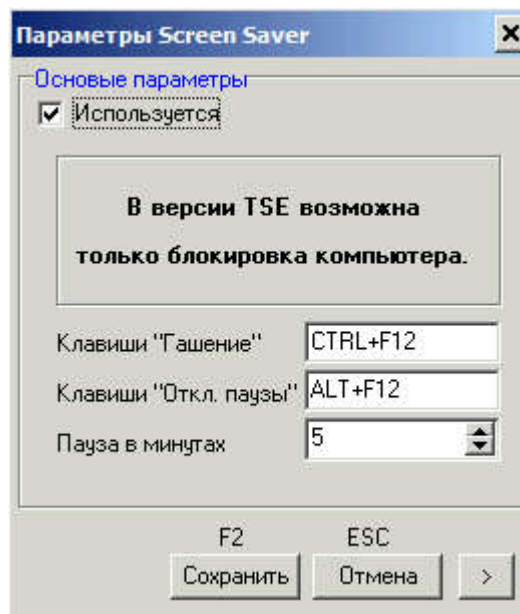 Параметры Screen Saver
Основые параметры
Используется
В версии TSE возможна
только блокировка компьютера.
Клавиши "Гашение" CTRL+F12
Клавиши "Откл. паузы" ALT+F12
Пауза в минутах 5
F2 ESC
Сохранить Отмена >